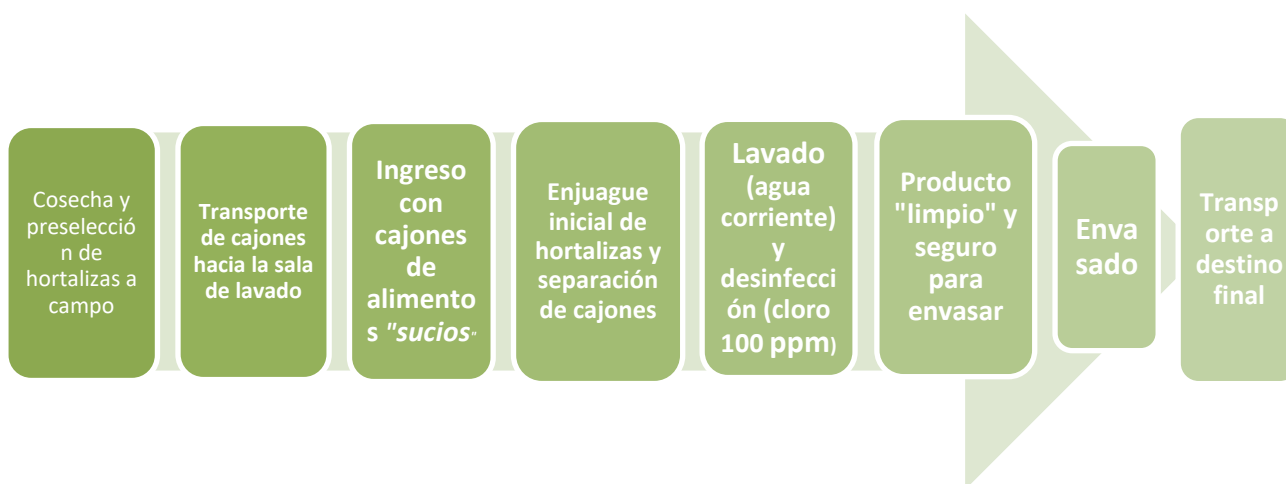 Cosecha y
preselecció
n de
hortalizas a
campo
Transporte
de cajones
hacia la sala
de lavado
Ingreso
con
cajones
de
alimento
s "sucios"
Enjuague
inicial de
hortalizas y
separación
de cajones
Lavado
(agua
corriente)
y
desinfecci
ón (cloro
100 ppm)
Producto
"limpio" y
seguro
para
envasar
Enva
sado
Transp
orte a
destino
final